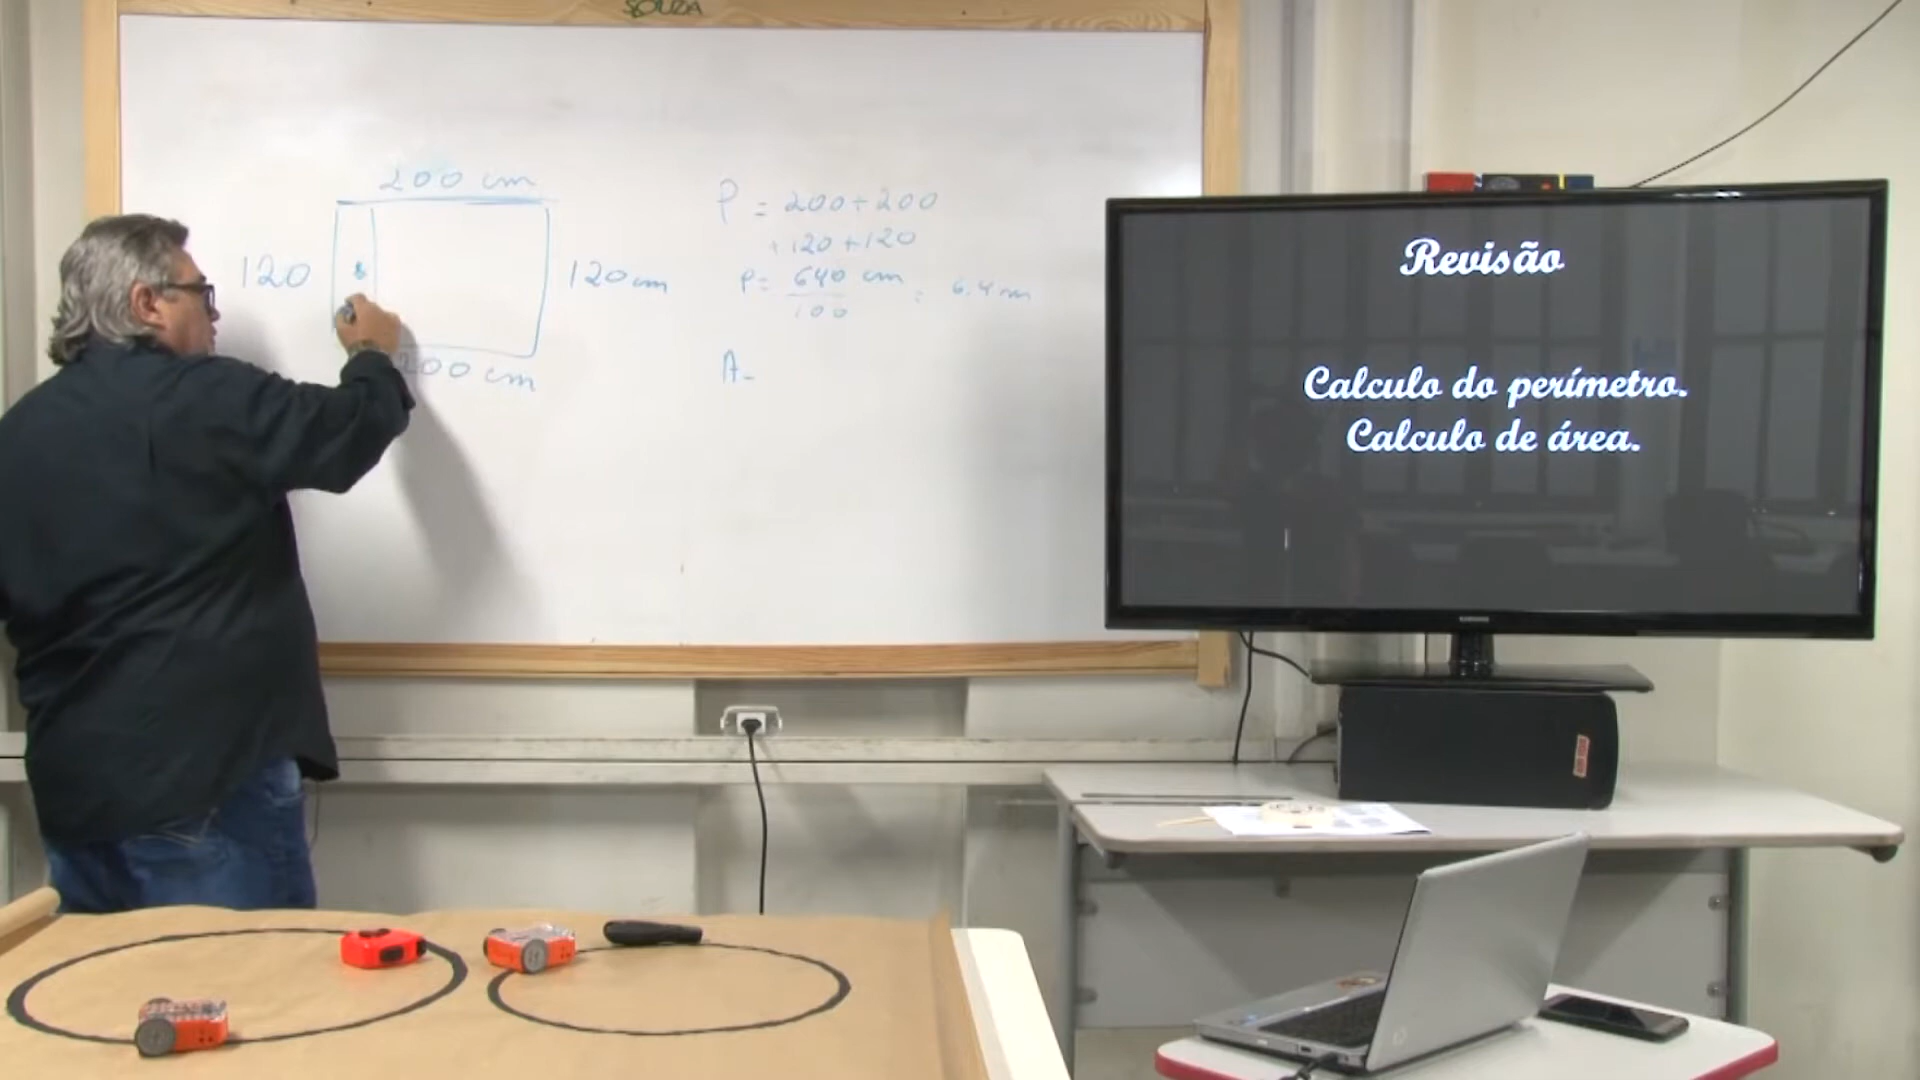 SOUZA
200 cm
120
120 cm
200 cm
P = 200+200
+120+120
P= 640 cm
100
= 6.4 m
A=
Revisão
Calculo do perímetro.
Calculo de área.
SAMSUNG